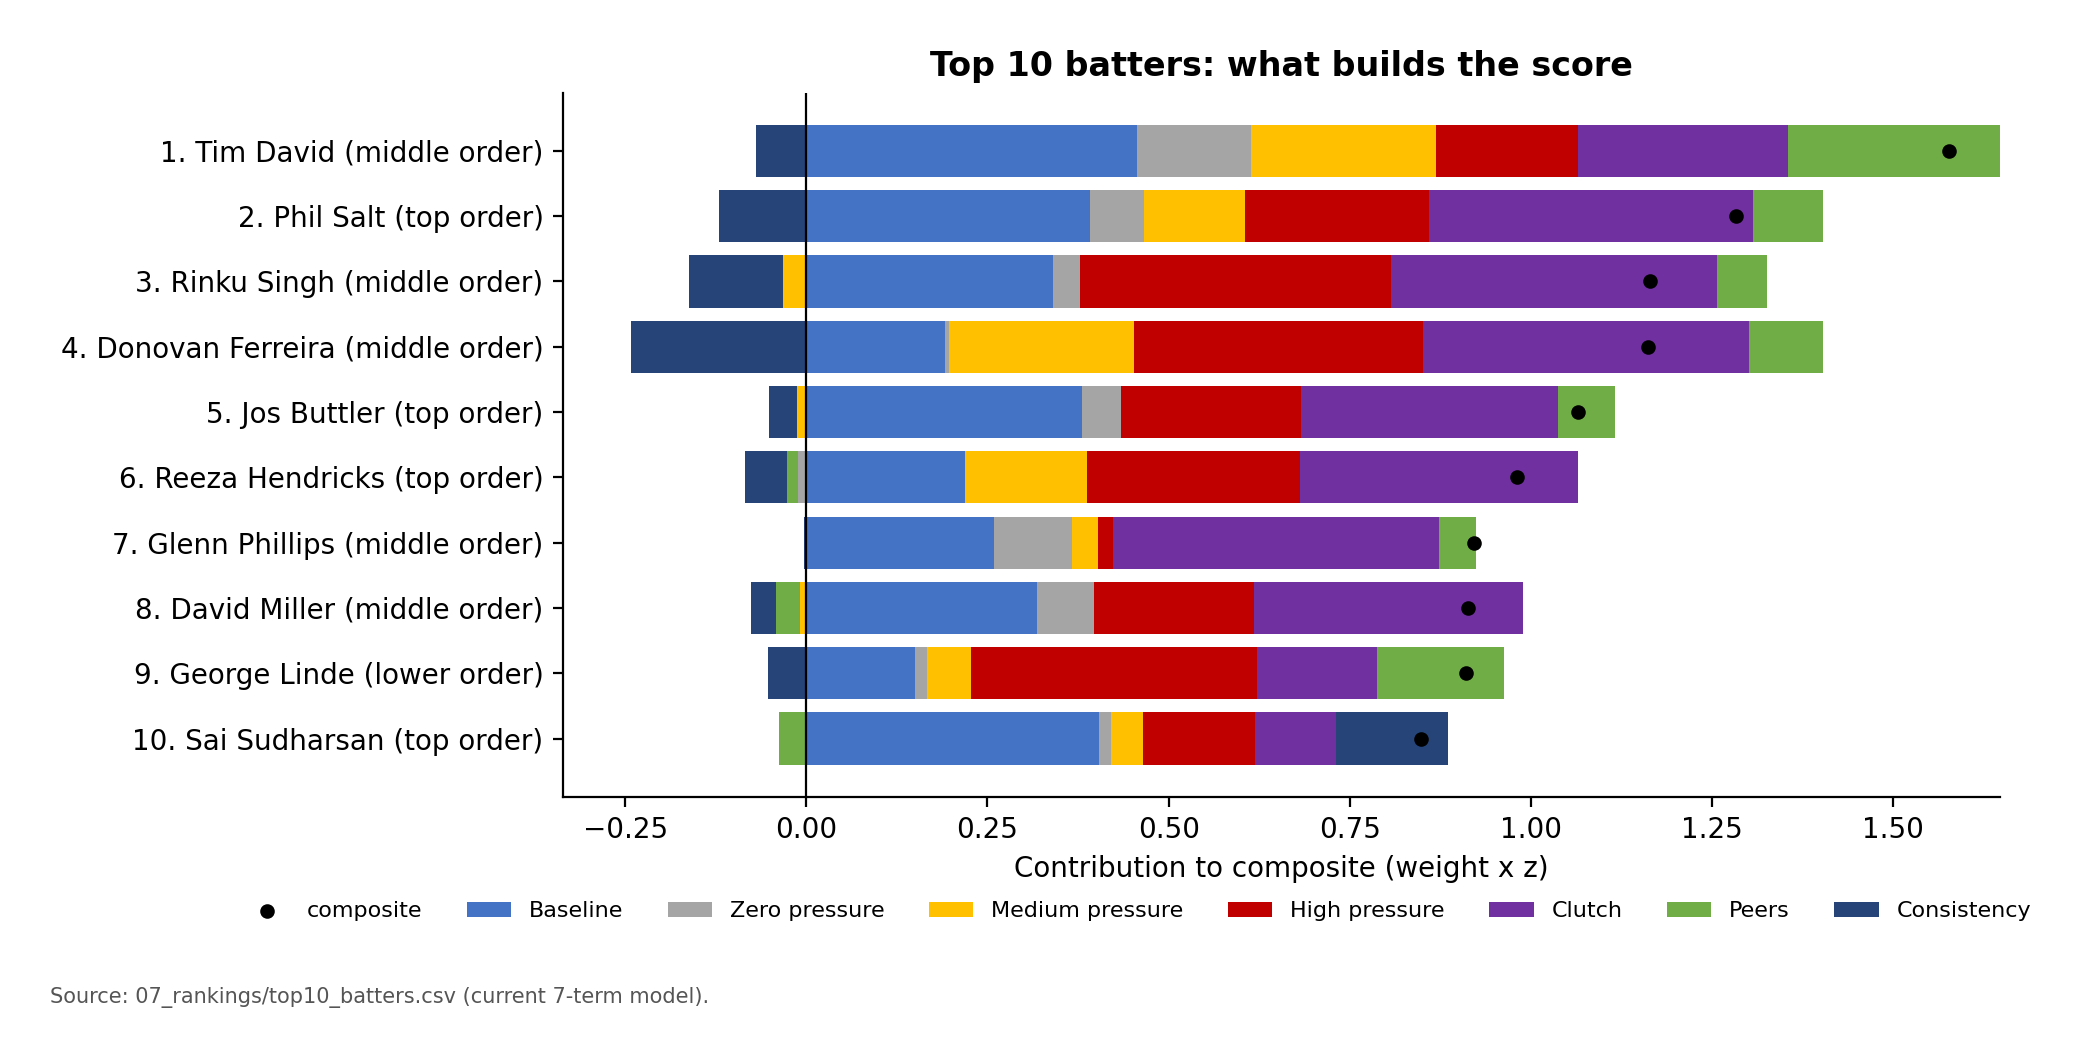 Top 10 batters: what builds the score
1. Tim David (middle order)
2. Phil Salt (top order)
3. Rinku Singh (middle order)
4. Donovan Ferreira (middle order)
5. Jos Buttler (top order)
6. Reeza Hendricks (top order)
7. Glenn Phillips (middle order)
8. David Miller (middle order)
9. George Linde (lower order)
10. Sai Sudharsan (top order)
−0.25 0.00 0.25 0.50 0.75 1.00 1.25 1.50
Contribution to composite (weight x z)
composite Baseline Zero pressure Medium pressure High pressure Clutch Peers Consistency
Source: 07_rankings/top10_batters.csv (current 7-term model).